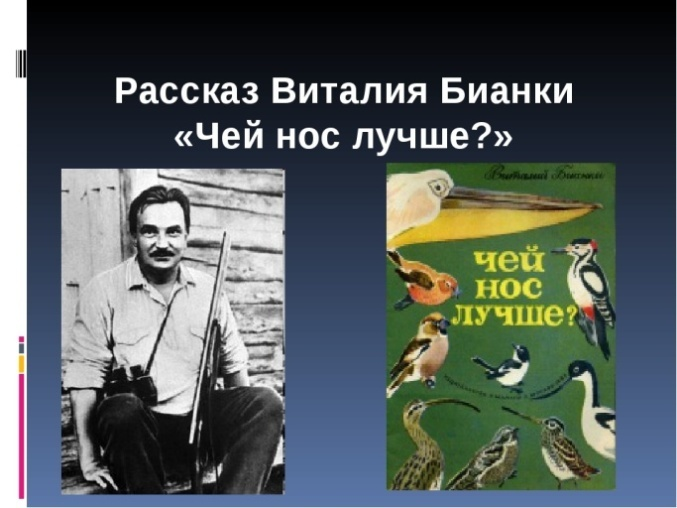 Рассказ Виталия Бианки
«Чей нос лучше?»
Виталий Бианки
чей
нос
лучше?